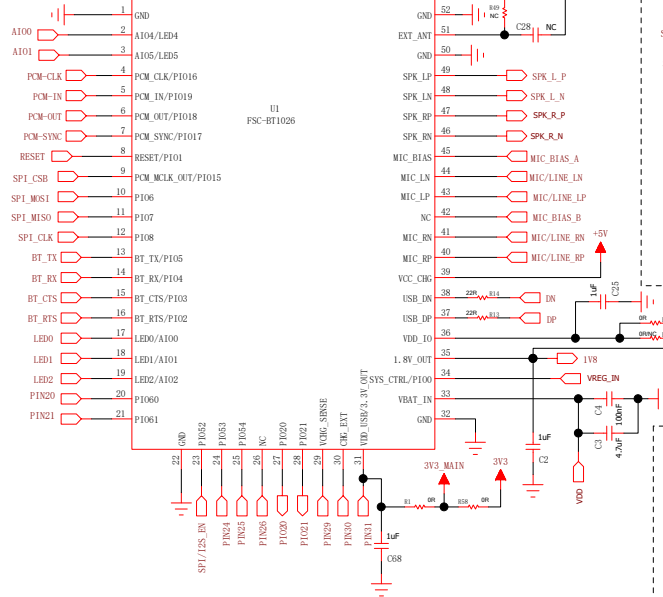 1 GND
AIO0 2 AIO4/LED4
AIO1 3 AIO5/LED5
PCM-CLK 4 PCM_CLK/PIO16
PCM-IN 5 PCM_IN/PIO19
PCM-OUT 6 PCM_OUT/PIO18
PCM-SYNC 7 PCM_SYNC/PIO17
RESET 8 RESET/PIO1
SPI_CSB 9 PCM_MCLK_OUT/PIO15
SPI_MOSI 10 PIO6
SPI_MISO 11 PIO7
SPI_CLK 12 PIO8
BT_TX 13 BT_TX/PIO5
BT_RX 14 BT_RX/PIO4
BT_CTS 15 BT_CTS/PIO3
BT_RTS 16 BT_RTS/PIO2
LED0 17 LED0/AIO0
LED1 18 LED1/AIO1
LED2 19 LED2/AIO2
PIN20 20 PIO60
PIN21 21 PIO61
U1
FSC-BT1026
GND 52
R49
NC
EXT_ANT 51
C28 NC
GND 50
SPK_LP 49 SPK_L_P
SPK_LN 48 SPK_L_N
SPK_RP 47 SPK_R_P
SPK_RN 46 SPK_R_N
MIC_BIAS 45 MIC_BIAS_A
MIC_LN 44 MIC/LINE_LN
MIC_LP 43 MIC/LINE_LP
NC 42 MIC_BIAS_B
MIC_RN 41 MIC/LINE_RN
MIC_RP 40 MIC/LINE_RP
+5V
VCC_CHG 39
USB_DN 38 22R R14 DN
USB_DP 37 22R R13 DP
1uF C25
VDD_IO 36
0R
0R/NC
1.8V_OUT 35 1V8
SYS_CTRL/PIO0 34 VREG_IN
VBAT_IN 33
C4 100nF
GND 32
C3 4.7uF
1uF
C2
VDD
GND 22
PIO52 23 SPI/I2S_EN
PIO53 24 PIN24
PIO54 25 PIN25
NC 26 PIN26
PIO20 27 PIO20
PIO21 28 PIO21
VCHG_SENSE 29 PIN29
CHG_EXT 30 PIN30
VDD_USB/3.3V_OUT 31 PIN31
3V3_MAIN
3V3
R1 0R
R58 0R
1uF
C68